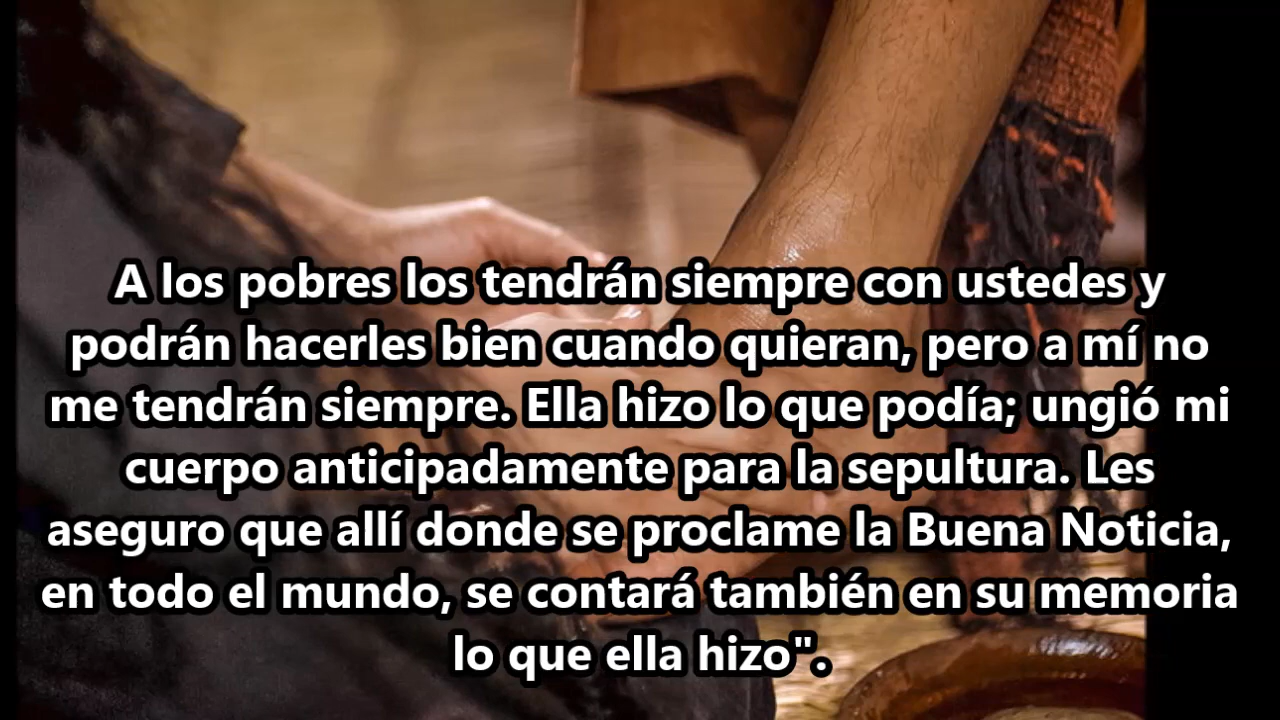 A los pobres los tendrán siempre con ustedes y
podrán hacerles bien cuando quieran, pero a mí no
me tendrán siempre. Ella hizo lo que podía; ungió mi
cuerpo anticipadamente para la sepultura. Les
aseguro que allí donde se proclame la Buena Noticia,
en todo el mundo, se contará también en su memoria
lo que ella hizo".